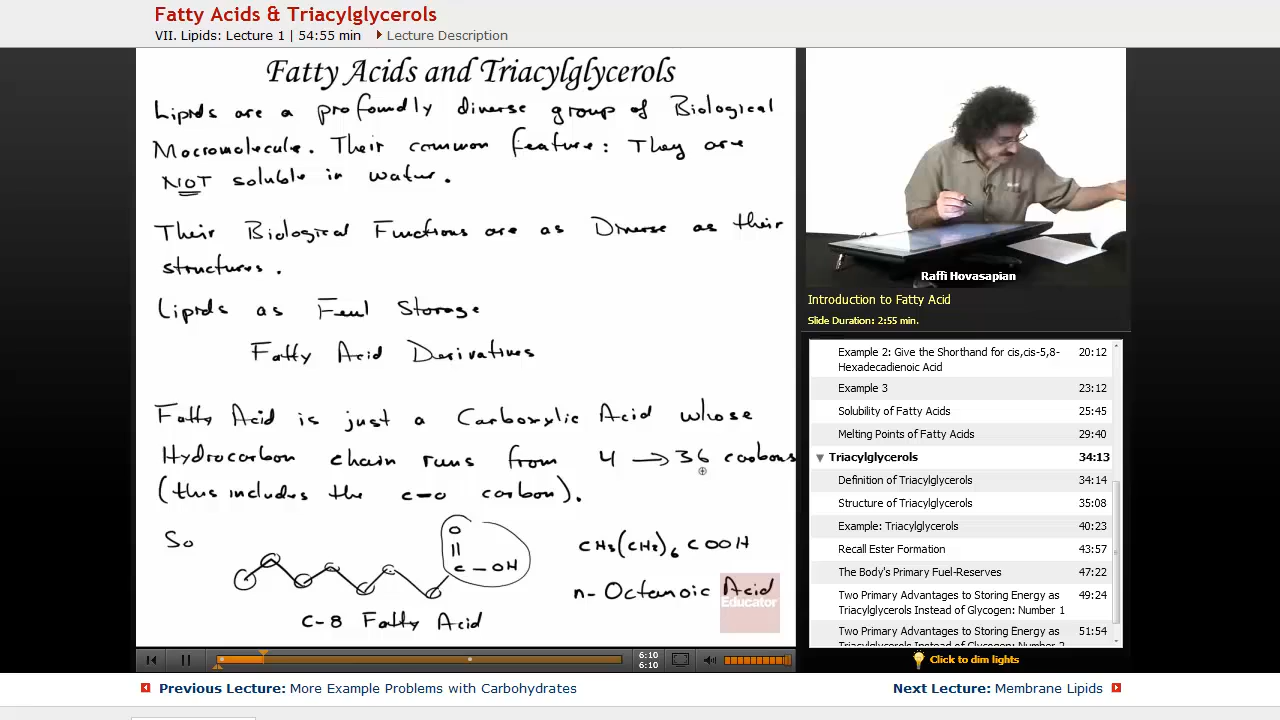 Fatty Acids & Triacylglycerols
VII. Lipids: Lecture 1 | 54:55 min
Lecture Description
Fatty Acids and Triacylglycerols
Lipids are a profoundly diverse group of Biological
Macromolecule. Their common feature: They are
NOT soluble in water.
Their Biological Functions are as Diverse as their
structures.
Lipids as Fuel Storage
Fatty Acid Derivatives
Fatty Acid is just a Carboxylic Acid whose
Hydrocarbon chain runs from 4 → 36 carbons
(this includes the C=O carbon).
So
O
||
C - OH
CH3(CH2)6COOH
n-Octanoic Acid
Educator
C-8 Fatty Acid
6:10
6:10
Raffi Hovasapian
Introduction to Fatty Acid
Slide Duration: 2:55 min.
Example 2: Give the Shorthand for cis,cis-5,8-
Hexadecadienoic Acid 20:12
Example 3 23:12
Solubility of Fatty Acids 25:45
Melting Points of Fatty Acids 29:40
Triacylglycerols 34:13
Definition of Triacylglycerols 34:14
Structure of Triacylglycerols 35:08
Example: Triacylglycerols 40:23
Recall Ester Formation 43:57
The Body's Primary Fuel-Reserves 47:22
Two Primary Advantages to Storing Energy as 49:24
Triacylglycerols Instead of Glycogen: Number 1
Two Primary Advantages to Storing Energy as 51:54
Triacylglycerols Instead of Glycogen: Number 2
Click to dim lights
Previous Lecture: More Example Problems with Carbohydrates
Next Lecture: Membrane Lipids